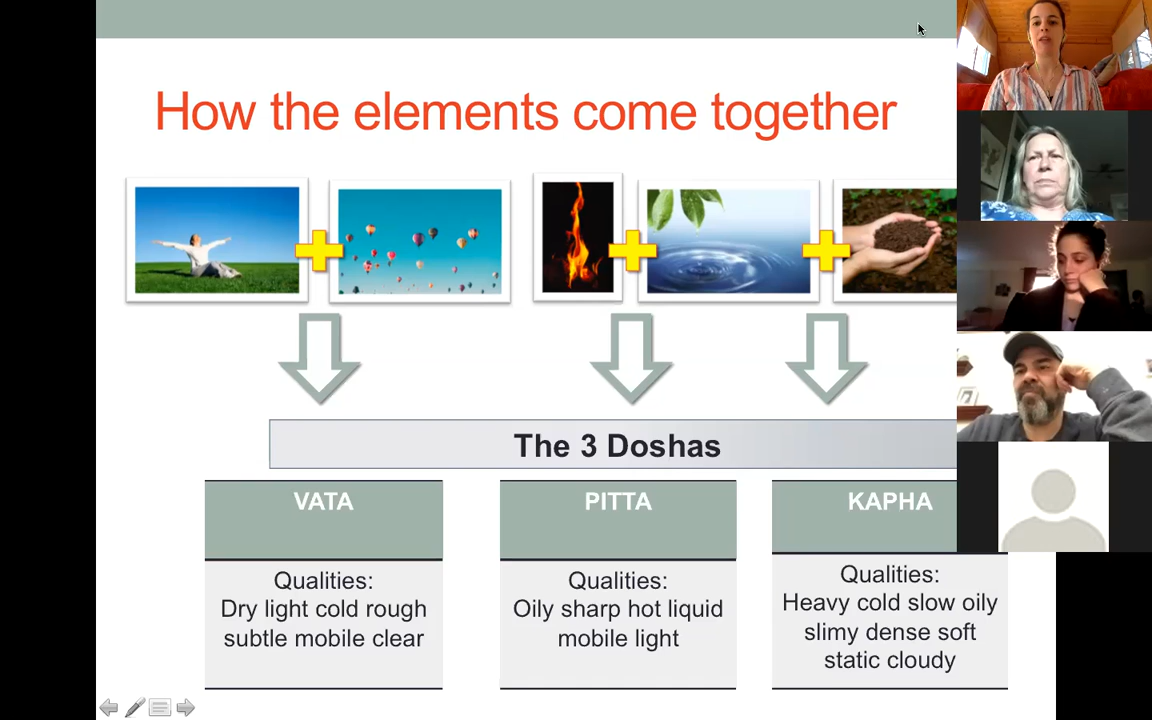 How the elements come together
The 3 Doshas
VATA
Qualities:
Dry light cold rough
subtle mobile clear
PITTA
Qualities:
Oily sharp hot liquid
mobile light
KAPHA
Qualities:
Heavy cold slow oily
slimy dense soft
static cloudy